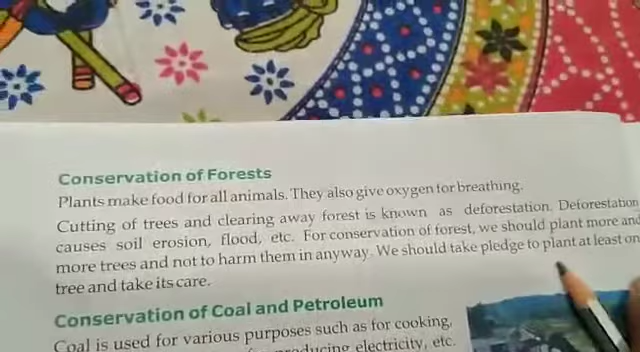 Conservation of Forests
Plants make food for all animals. They also give oxygen for breathing.
Cutting of trees and clearing away forest is known as deforestation. Deforestation
causes soil erosion, flood, etc. For conservation of forest, we should plant more and
more trees and not to harm them in anyway. We should take pledge to plant at least
tree and take its care.
Conservation of Coal and Petroleum
Coal is used for various purposes such as for cooking,
producing electricity, etc.